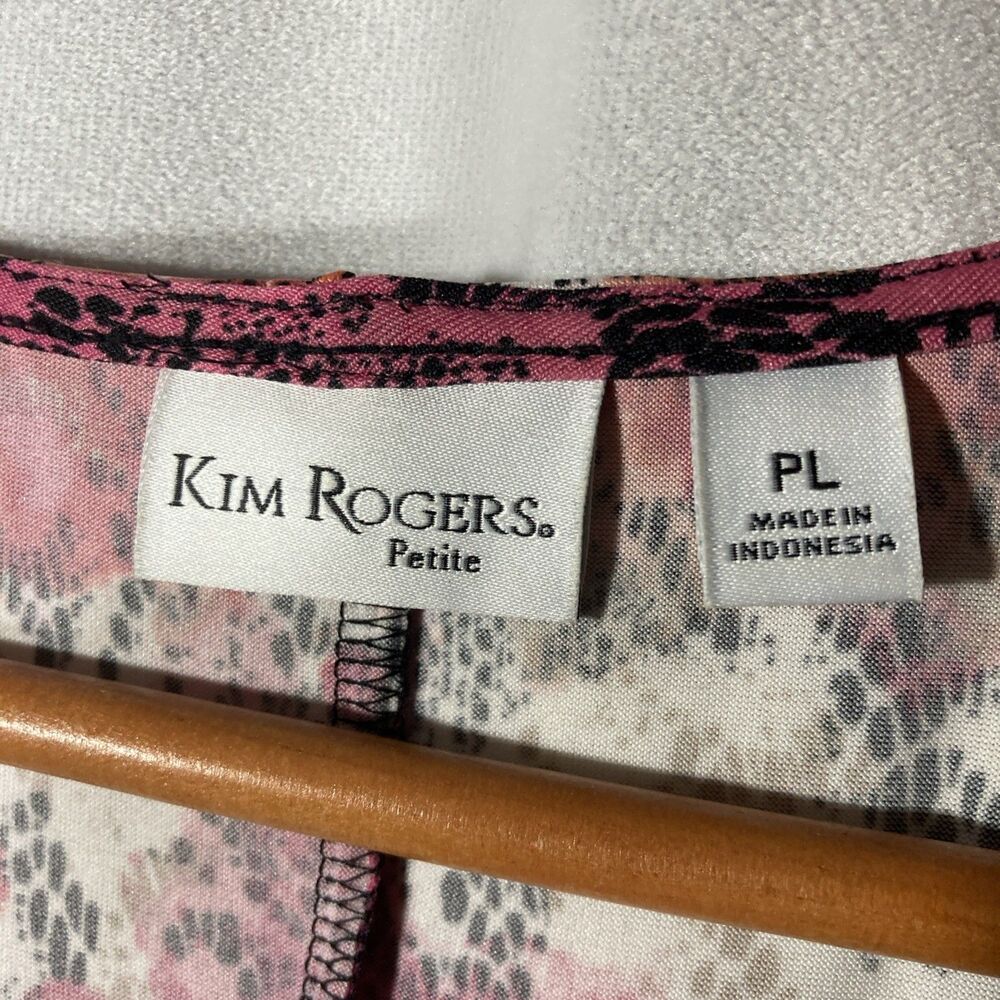 KIM ROGERS®
Petite
PL
MADE IN
INDONESIA